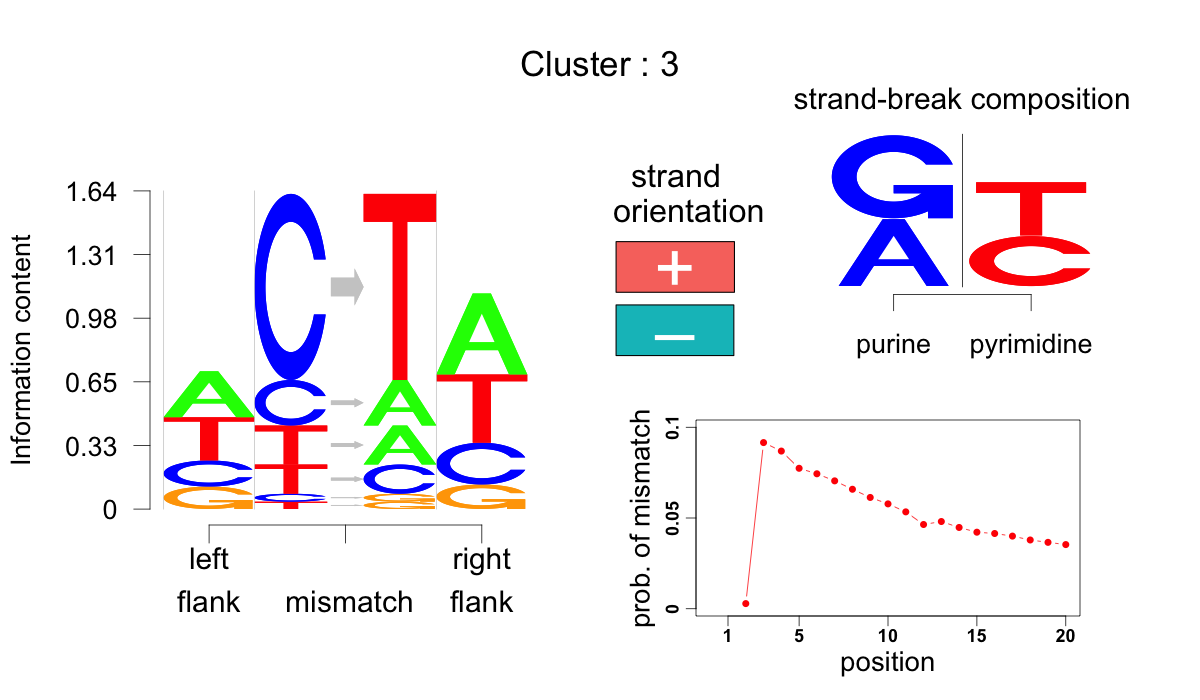 Cluster : 3
strand-break composition
G
T
A
C
purine
pyrimidine
strand
orientation
+
−
Information content
1.64
1.31
0.98
0.65
0.33
0
A
T
C
G
C
C
T
T
C
T
T
A
A
C
G
G
A
T
C
G
left
flank
mismatch
right
flank
prob. of mismatch
0.1
0.05
0
1
5
10
15
20
position